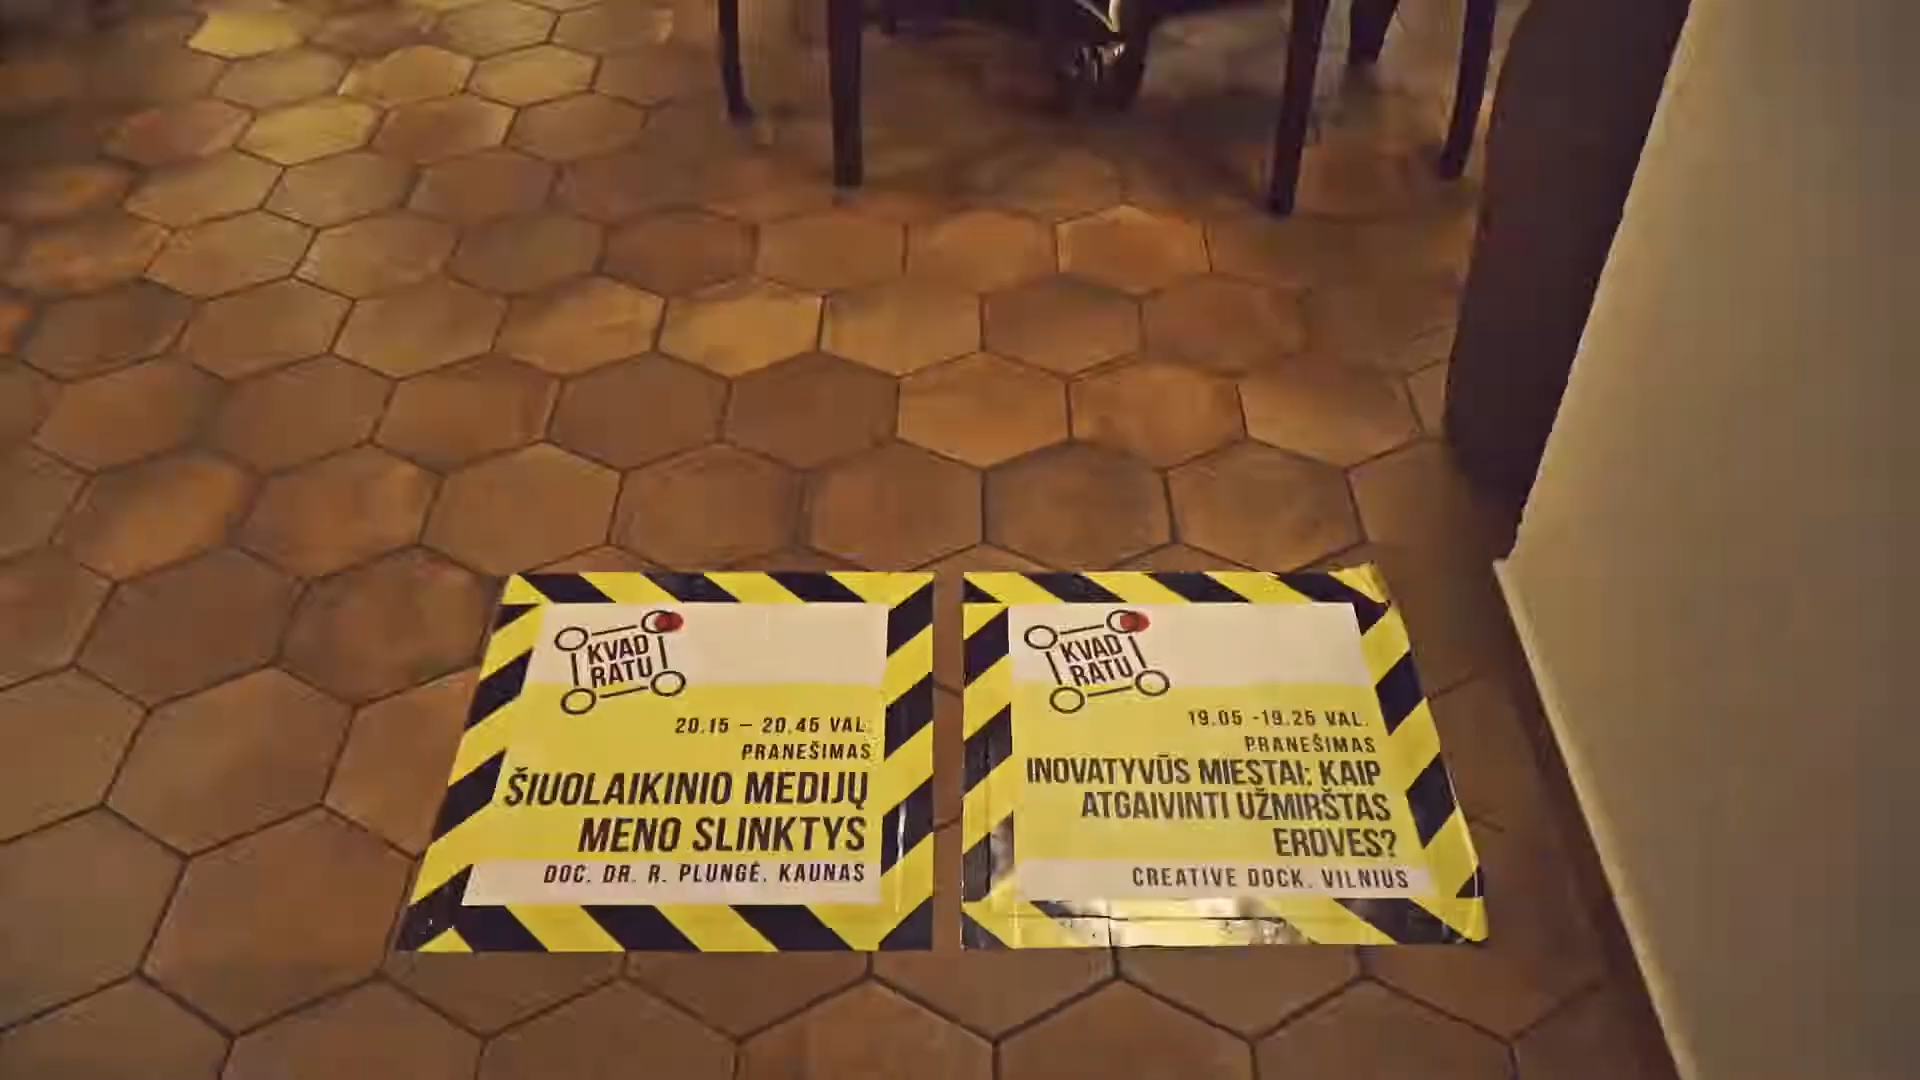 KVAD
RATU
20.15 – 20.45 VAL.
PRANEŠIMAS
ŠIUOLAIKINIO MEDIJŲ
MENO SLINKTYS
DOC. DR. R. PLUNGĖ. KAUNAS
KVAD
RATU
19.05 -19.25 VAL.
PRANEŠIMAS
INOVATYVŪS MIESTAI: KAIP
ATGAIVINTI UŽMIRŠTAS
ERDVES?
CREATIVE DOCK. VILNIUS